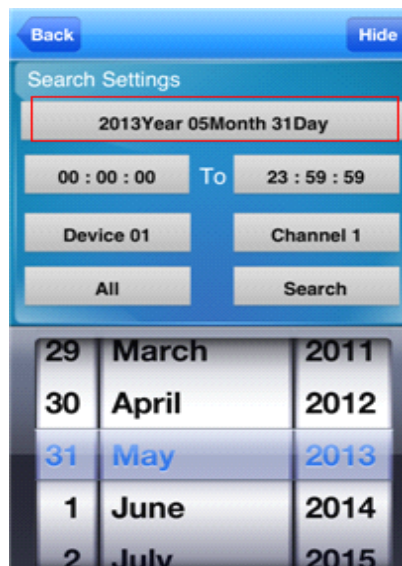 Back Hide
Search Settings
2013Year 05Month 31Day
00 : 00 : 00 To 23 : 59 : 59
Device 01 Channel 1
All Search
29 March 2011
30 April 2012
31 May 2013
1 June 2014
2 July 2015